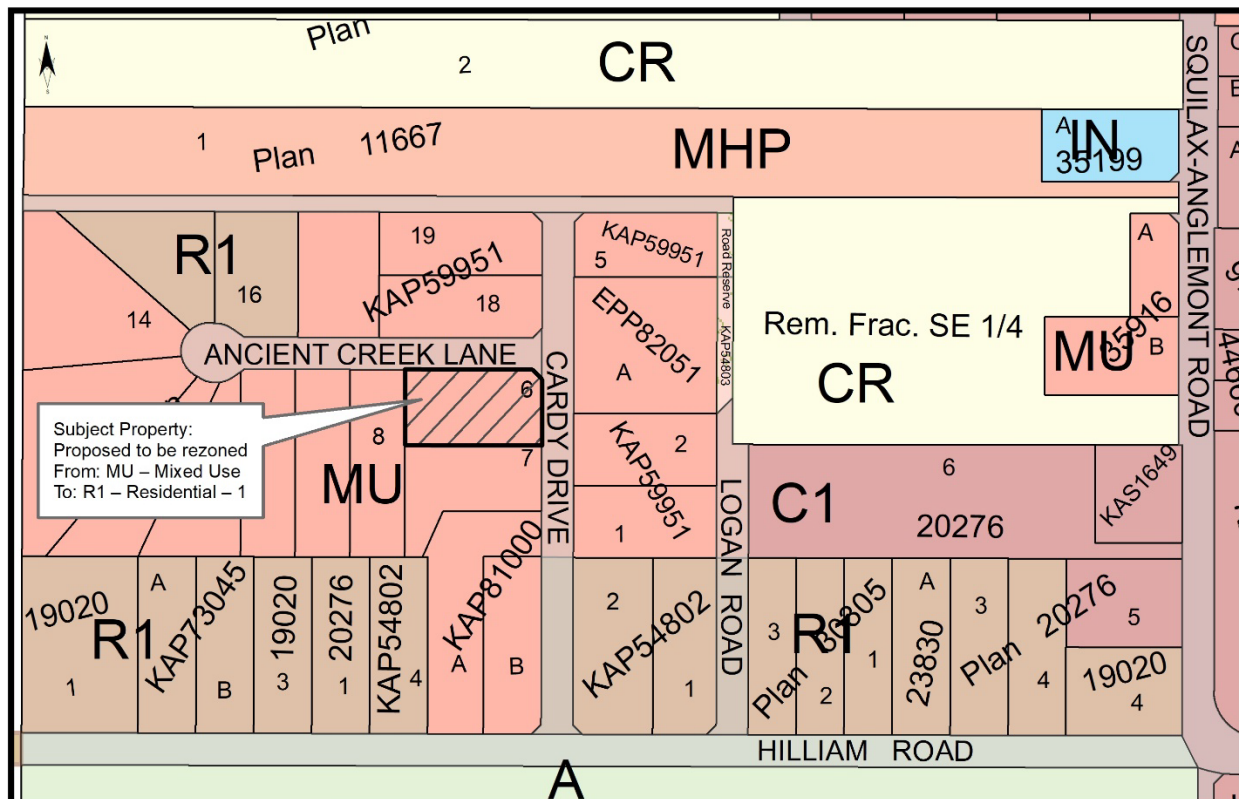 N
S
Plan
2
CR
1
Plan
11667
MHP
A
IN
35199
SQUILAX-ANGLEMONT ROAD
R1
16
14
19
KAP59951
18
ANCIENT CREEK LANE
5
KAP59951
EPP82051
A
Road Reserve KAP54803
Rem. Frac. SE 1/4
CR
A
35916
MU
B
Subject Property:
Proposed to be rezoned
From: MU – Mixed Use
To: R1 – Residential – 1
6
7
8
MU
CARDY DRIVE
2
KAP59951
1
LOGAN ROAD
6
C1
20276
KAS1649
19020
R1
1
A
KAP73045
B
19020
3
20276
1
KAP54802
4
KAP81000
A
B
2
KAP54802
1
3
Plan 30805
R1
2
1
A
23830
3
Plan
20276
4
5
19020
4
HILLIAM ROAD
A
A